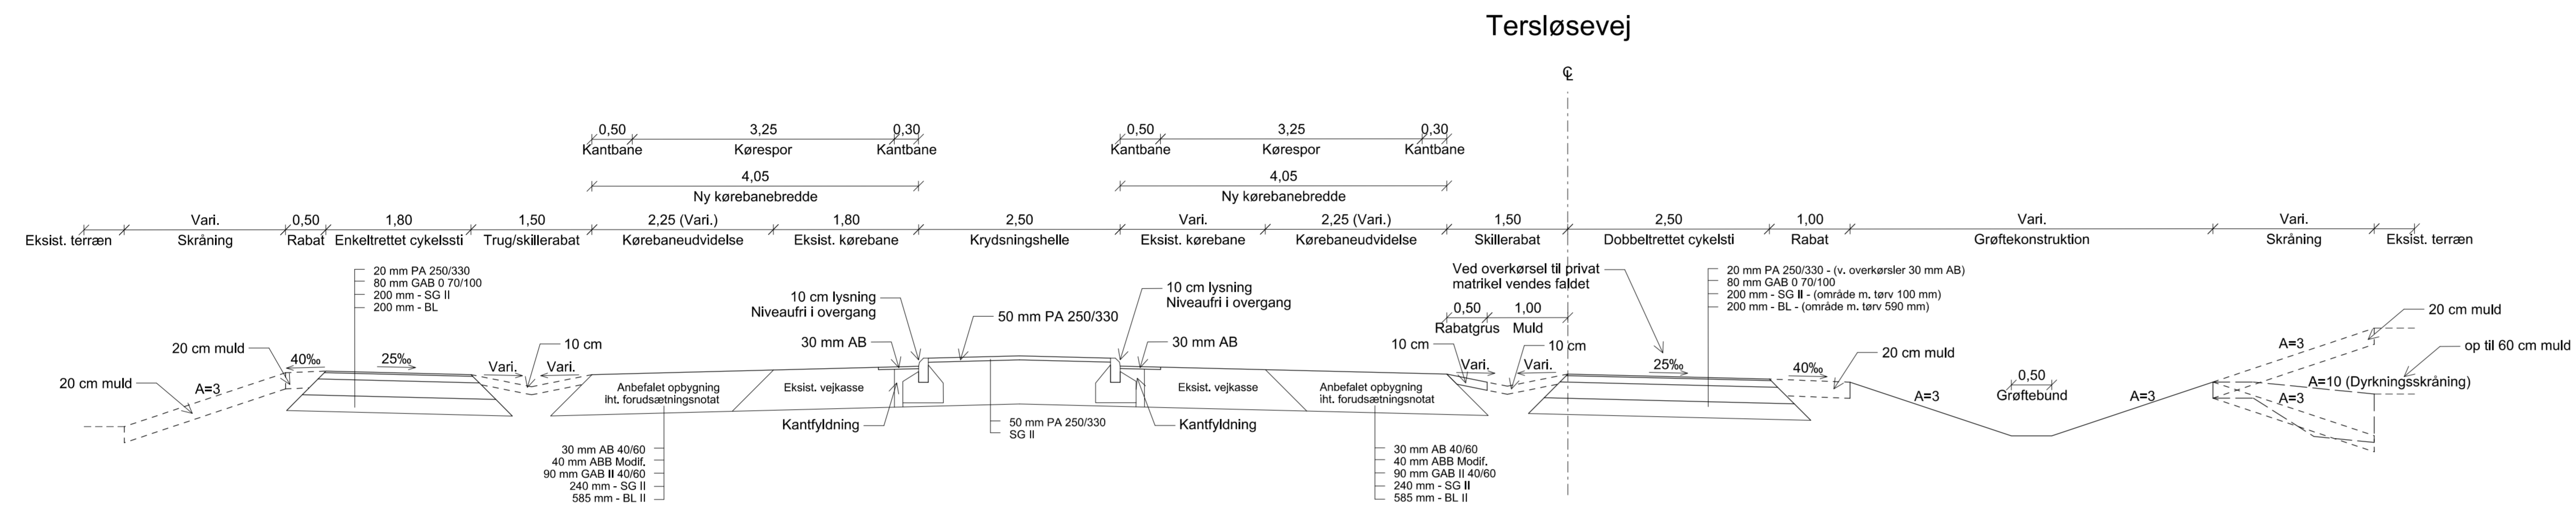 Tersløsevej
℄
0,50 3,25 0,30 0,50 3,25 0,30
Kantbane Kørespor Kantbane Kantbane Kørespor Kantbane
4,05 4,05
Ny kørebanebredde Ny kørebanebredde
Vari. 0,50 1,80 1,50 2,25 (Vari.) 1,80 2,50 Vari. 2,25 (Vari.) 1,50 2,50 1,00 Vari. Vari.
Eksist. terræn Skråning Rabat Enkeltrettet cykelssti Trug/skillerabat Kørebaneudvidelse Eksist. kørebane Krydsningshelle Eksist. kørebane Kørebaneudvidelse Skillerabat Dobbeltrettet cykelsti Rabat Grøftekonstruktion Skråning Eksist. terræn
20 mm PA 250/330
80 mm GAB 0 70/100
200 mm - SG II
200 mm - BL
10 cm lysning
Niveaufri i overgang
10 cm lysning
Niveaufri i overgang
Ved overkørsel til privat
matrikel vendes faldet
20 mm PA 250/330 - (v. overkørsler 30 mm AB)
80 mm GAB 0 70/100
200 mm - SG II - (område m. tørv 100 mm)
200 mm - BL - (område m. tørv 590 mm)
0,50 1,00
Rabatgrus Muld
50 mm PA 250/330
20 cm muld
20 cm muld
A=3
40‰
25‰
Vari. Vari.
10 cm
30 mm AB
30 mm AB
10 cm
10 cm
Vari. Vari.
25‰
40‰
20 cm muld
20 cm muld
op til 60 cm muld
A=3
A=10 (Dyrkningsskråning)
A=3
A=3
0,50
Grøftebund
A=3
Anbefalet opbygning
iht. forudsætningsnotat
Eksist. vejkasse
Eksist. vejkasse
Anbefalet opbygning
iht. forudsætningsnotat
Kantfyldning
50 mm PA 250/330
SG II
Kantfyldning
30 mm AB 40/60
40 mm ABB Modif.
90 mm GAB II 40/60
240 mm - SG II
585 mm - BL II
30 mm AB 40/60
40 mm ABB Modif.
90 mm GAB II 40/60
240 mm - SG II
585 mm - BL II